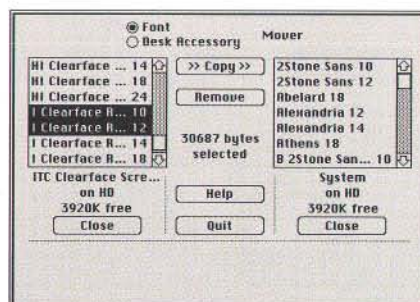 Font
Desk Accessory
Mover
HI Clearface ... 14
HI Clearface ... 18
HI Clearface ... 24
I Clearface R... 10
I Clearface R... 12
I Clearface R... 14
I Clearface R... 18
>> Copy >>
Remove
30687 bytes
selected
2Stone Sans 10
2Stone Sans 12
Abelard 18
Alexandria 12
Alexandria 14
Athens 18
B 2Stone San... 10
ITC Clearface Scre...
on HD
3920K free
Close
Help
Quit
System
on HD
3920K free
Close